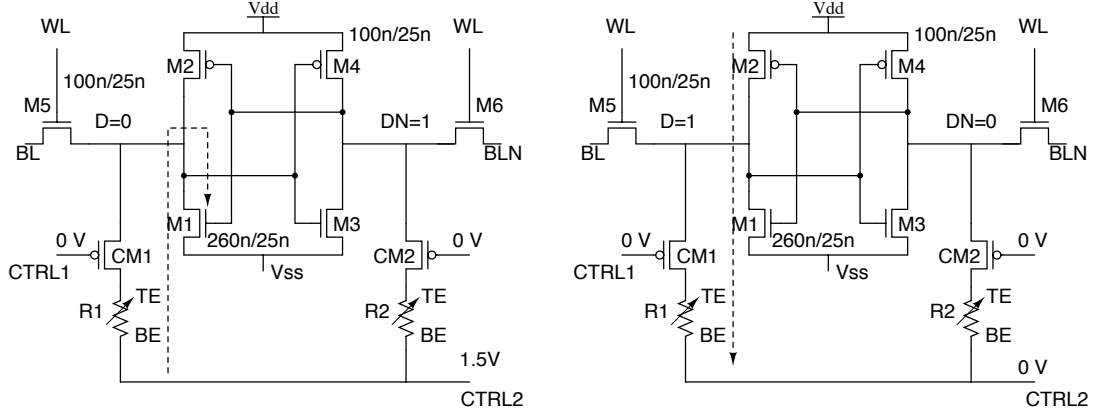 Vdd
WL
100n/25n
WL
M2
M4
100n/25n
M5
D=0
DN=1
M6
BL
BLN
M1
M3
260n/25n
0 V
CM1
Vss
CM2
0 V
CTRL1
R1
TE
BE
R2
TE
BE
1.5V
CTRL2
Vdd
WL
100n/25n
WL
M2
M4
100n/25n
M5
D=1
DN=0
M6
BL
BLN
M1
M3
260n/25n
0 V
CM1
Vss
CM2
0 V
CTRL1
R1
TE
BE
R2
TE
BE
0 V
CTRL2